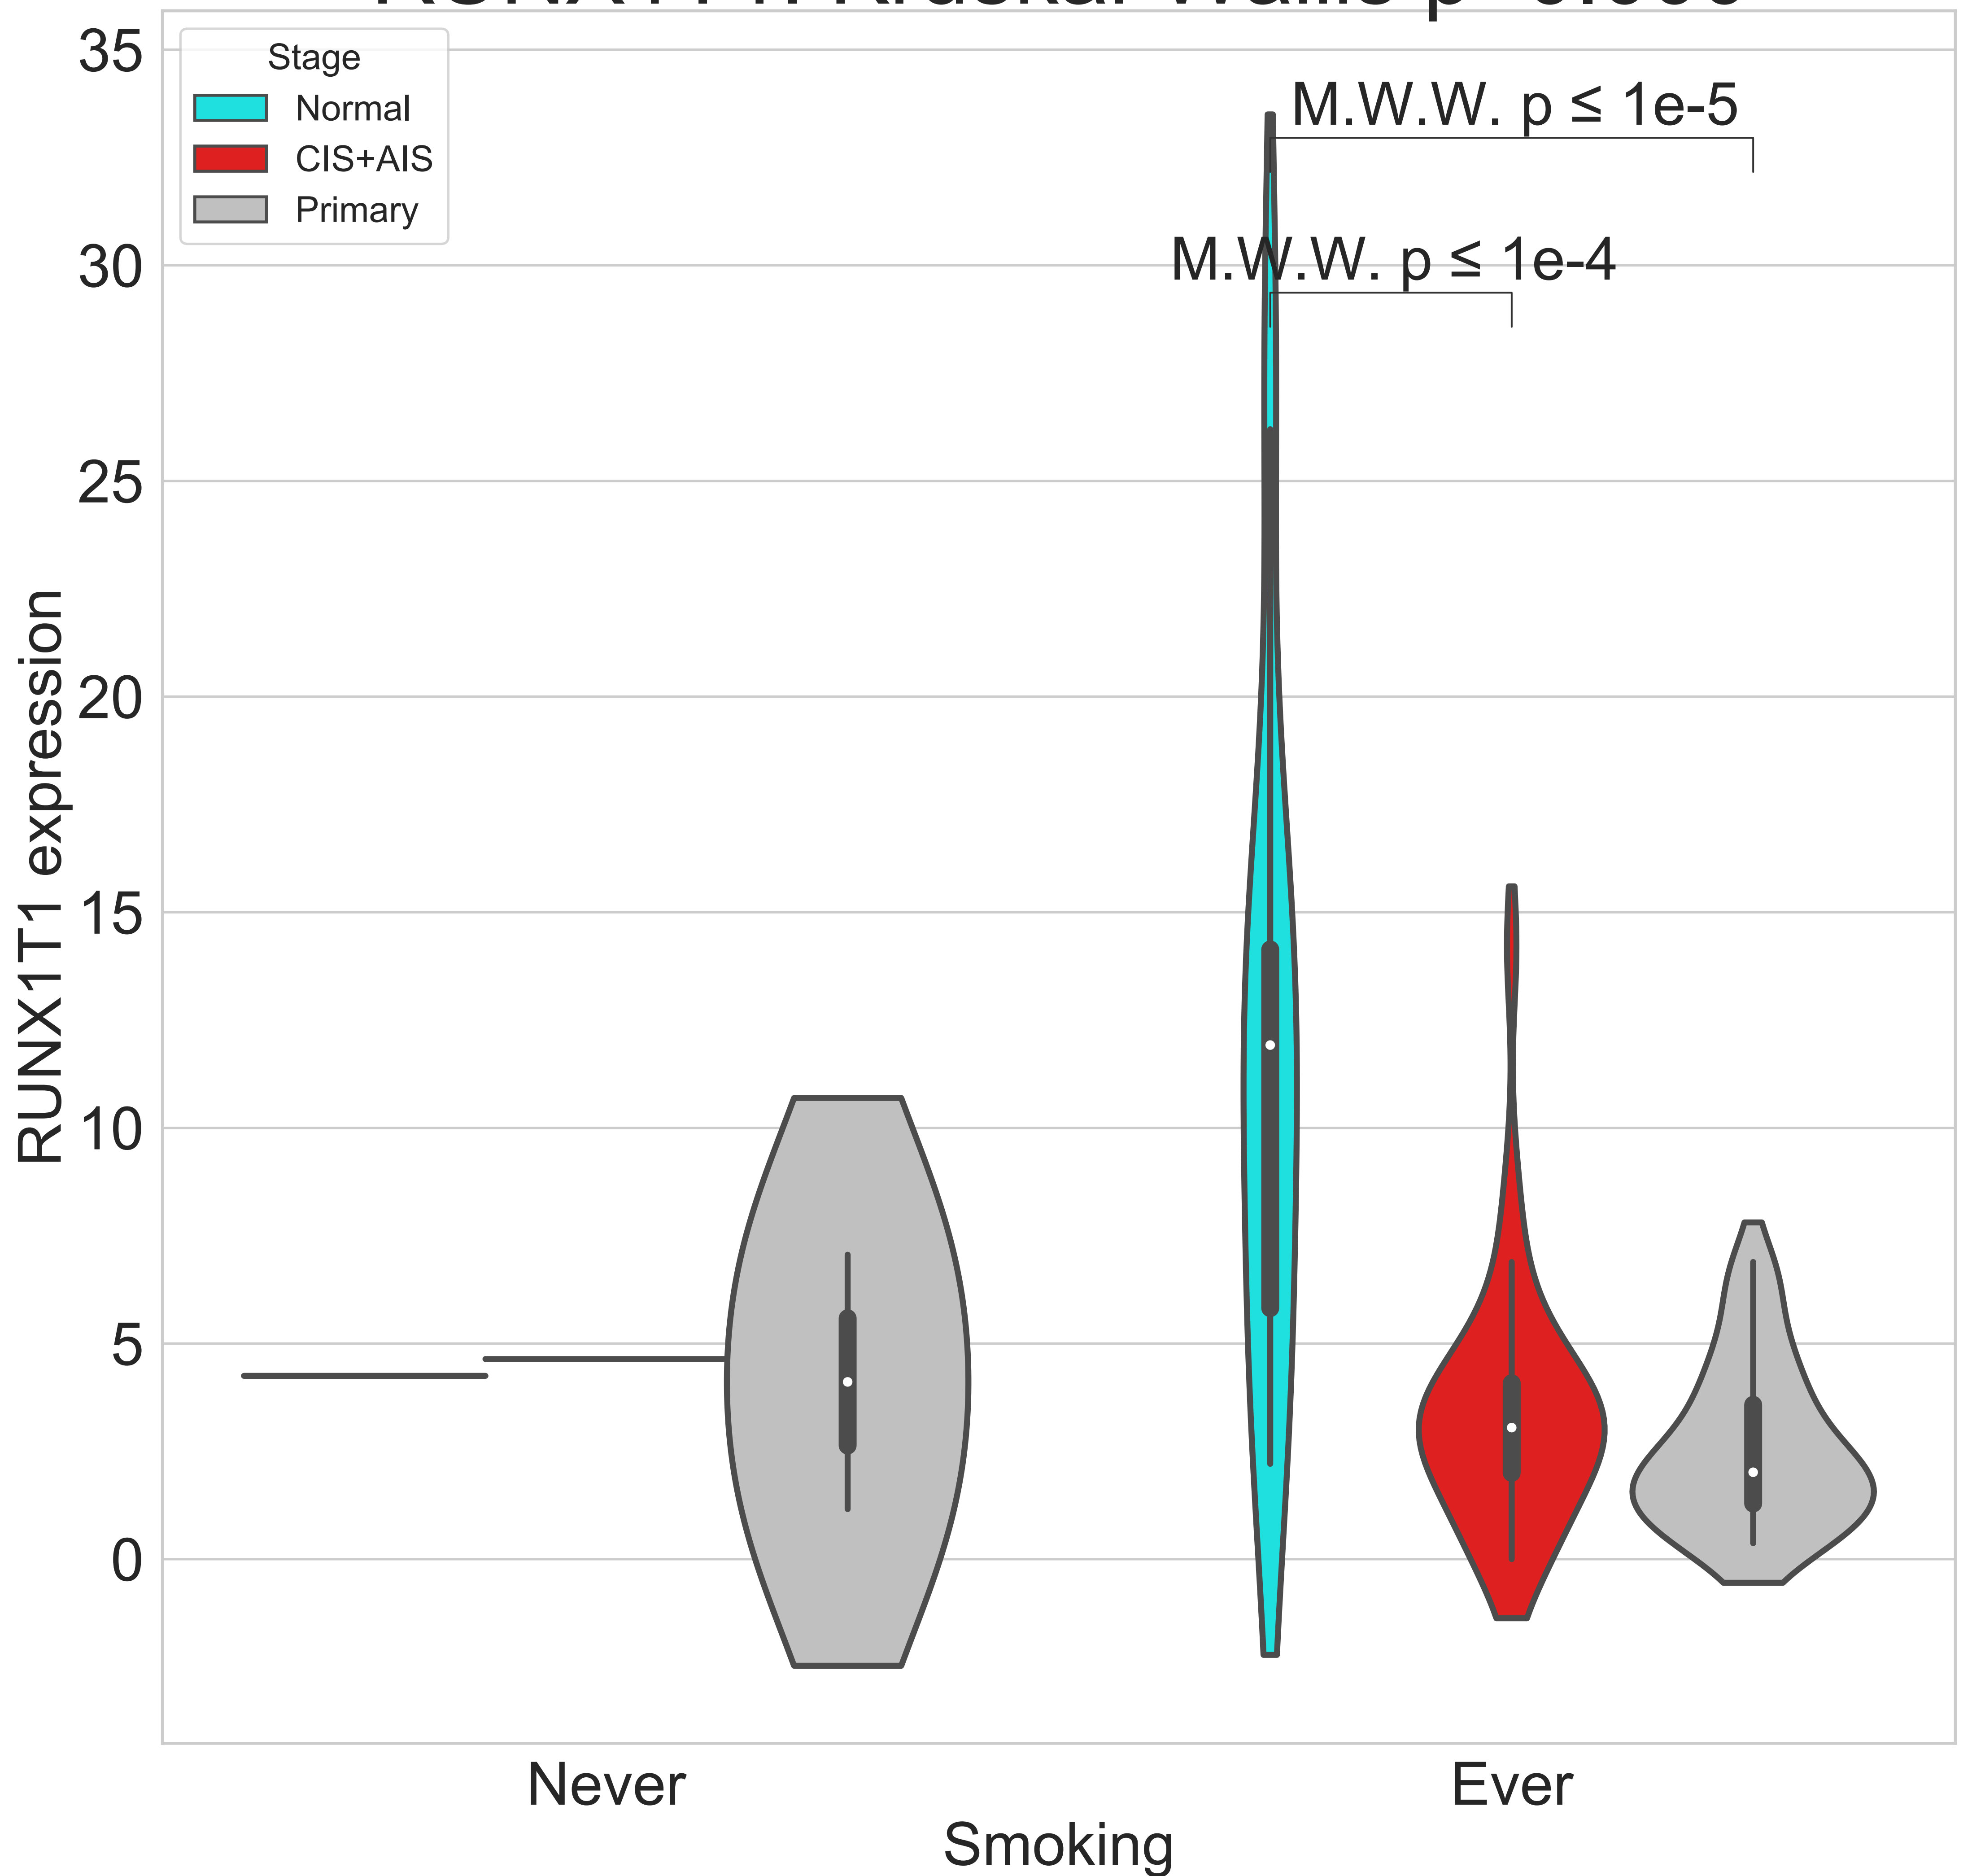 35
Stage
Normal
CIS+AIS
Primary
M.W.W. p ≤ 1e-5
30
M.W.W. p ≤ 1e-4
25
20
15
10
5
0
RUNX1T1 expression
Never
Ever
Smoking